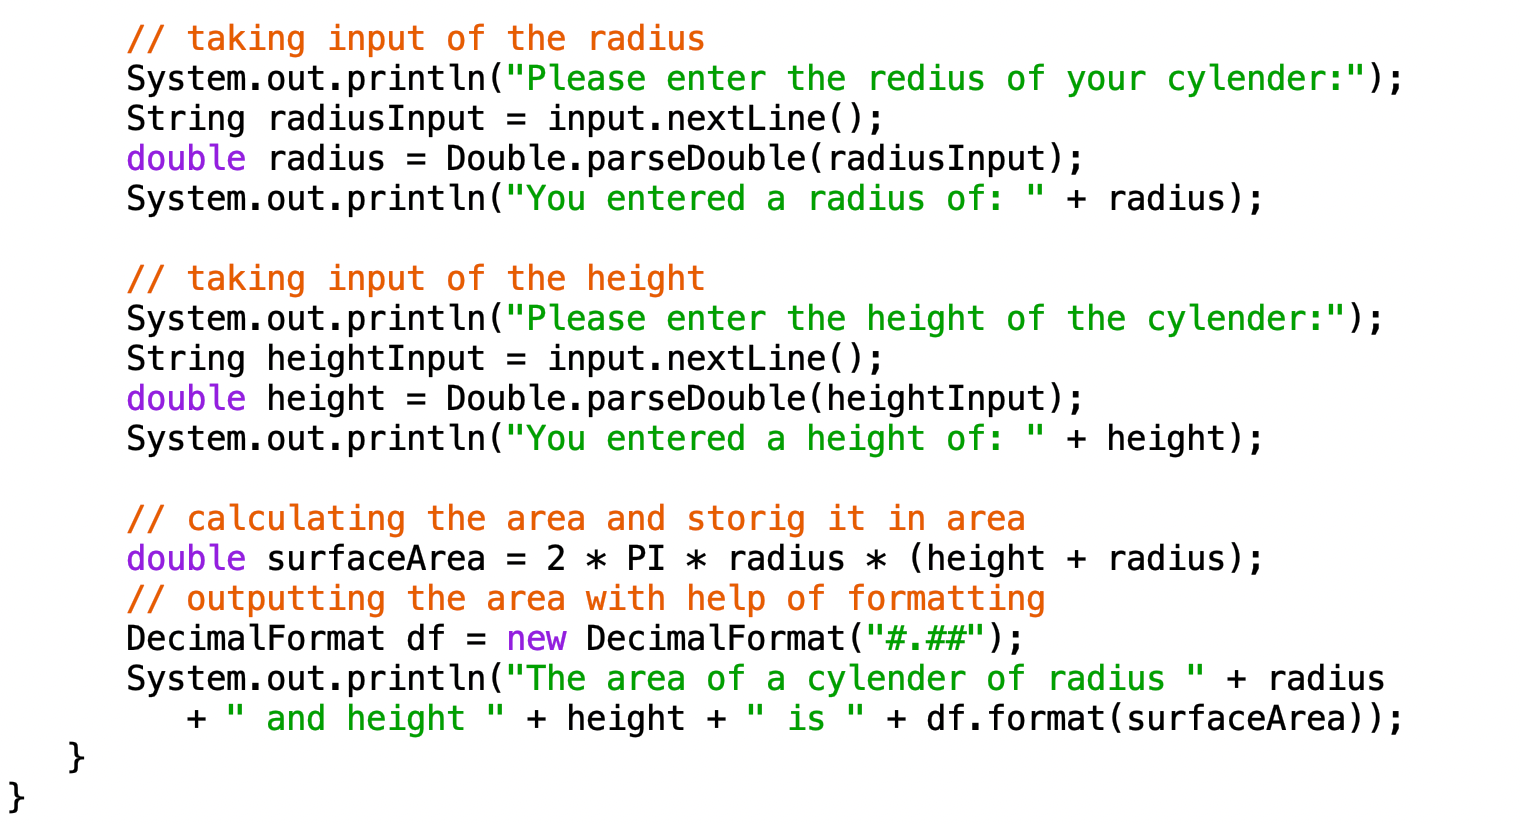 // taking input of the radius
System.out.println("Please enter the redius of your cylender:");
String radiusInput = input.nextLine();
double radius = Double.parseDouble(radiusInput);
System.out.println("You entered a radius of: " + radius);
// taking input of the height
System.out.println("Please enter the height of the cylender:");
String heightInput = input.nextLine();
double height = Double.parseDouble(heightInput);
System.out.println("You entered a height of: " + height);
// calculating the area and storig it in area
double surfaceArea = 2 * PI * radius * (height + radius);
// outputting the area with help of formatting
DecimalFormat df = new DecimalFormat("#.##");
System.out.println("The area of a cylender of radius " + radius
+ " and height " + height + " is " + df.format(surfaceArea));
}
}